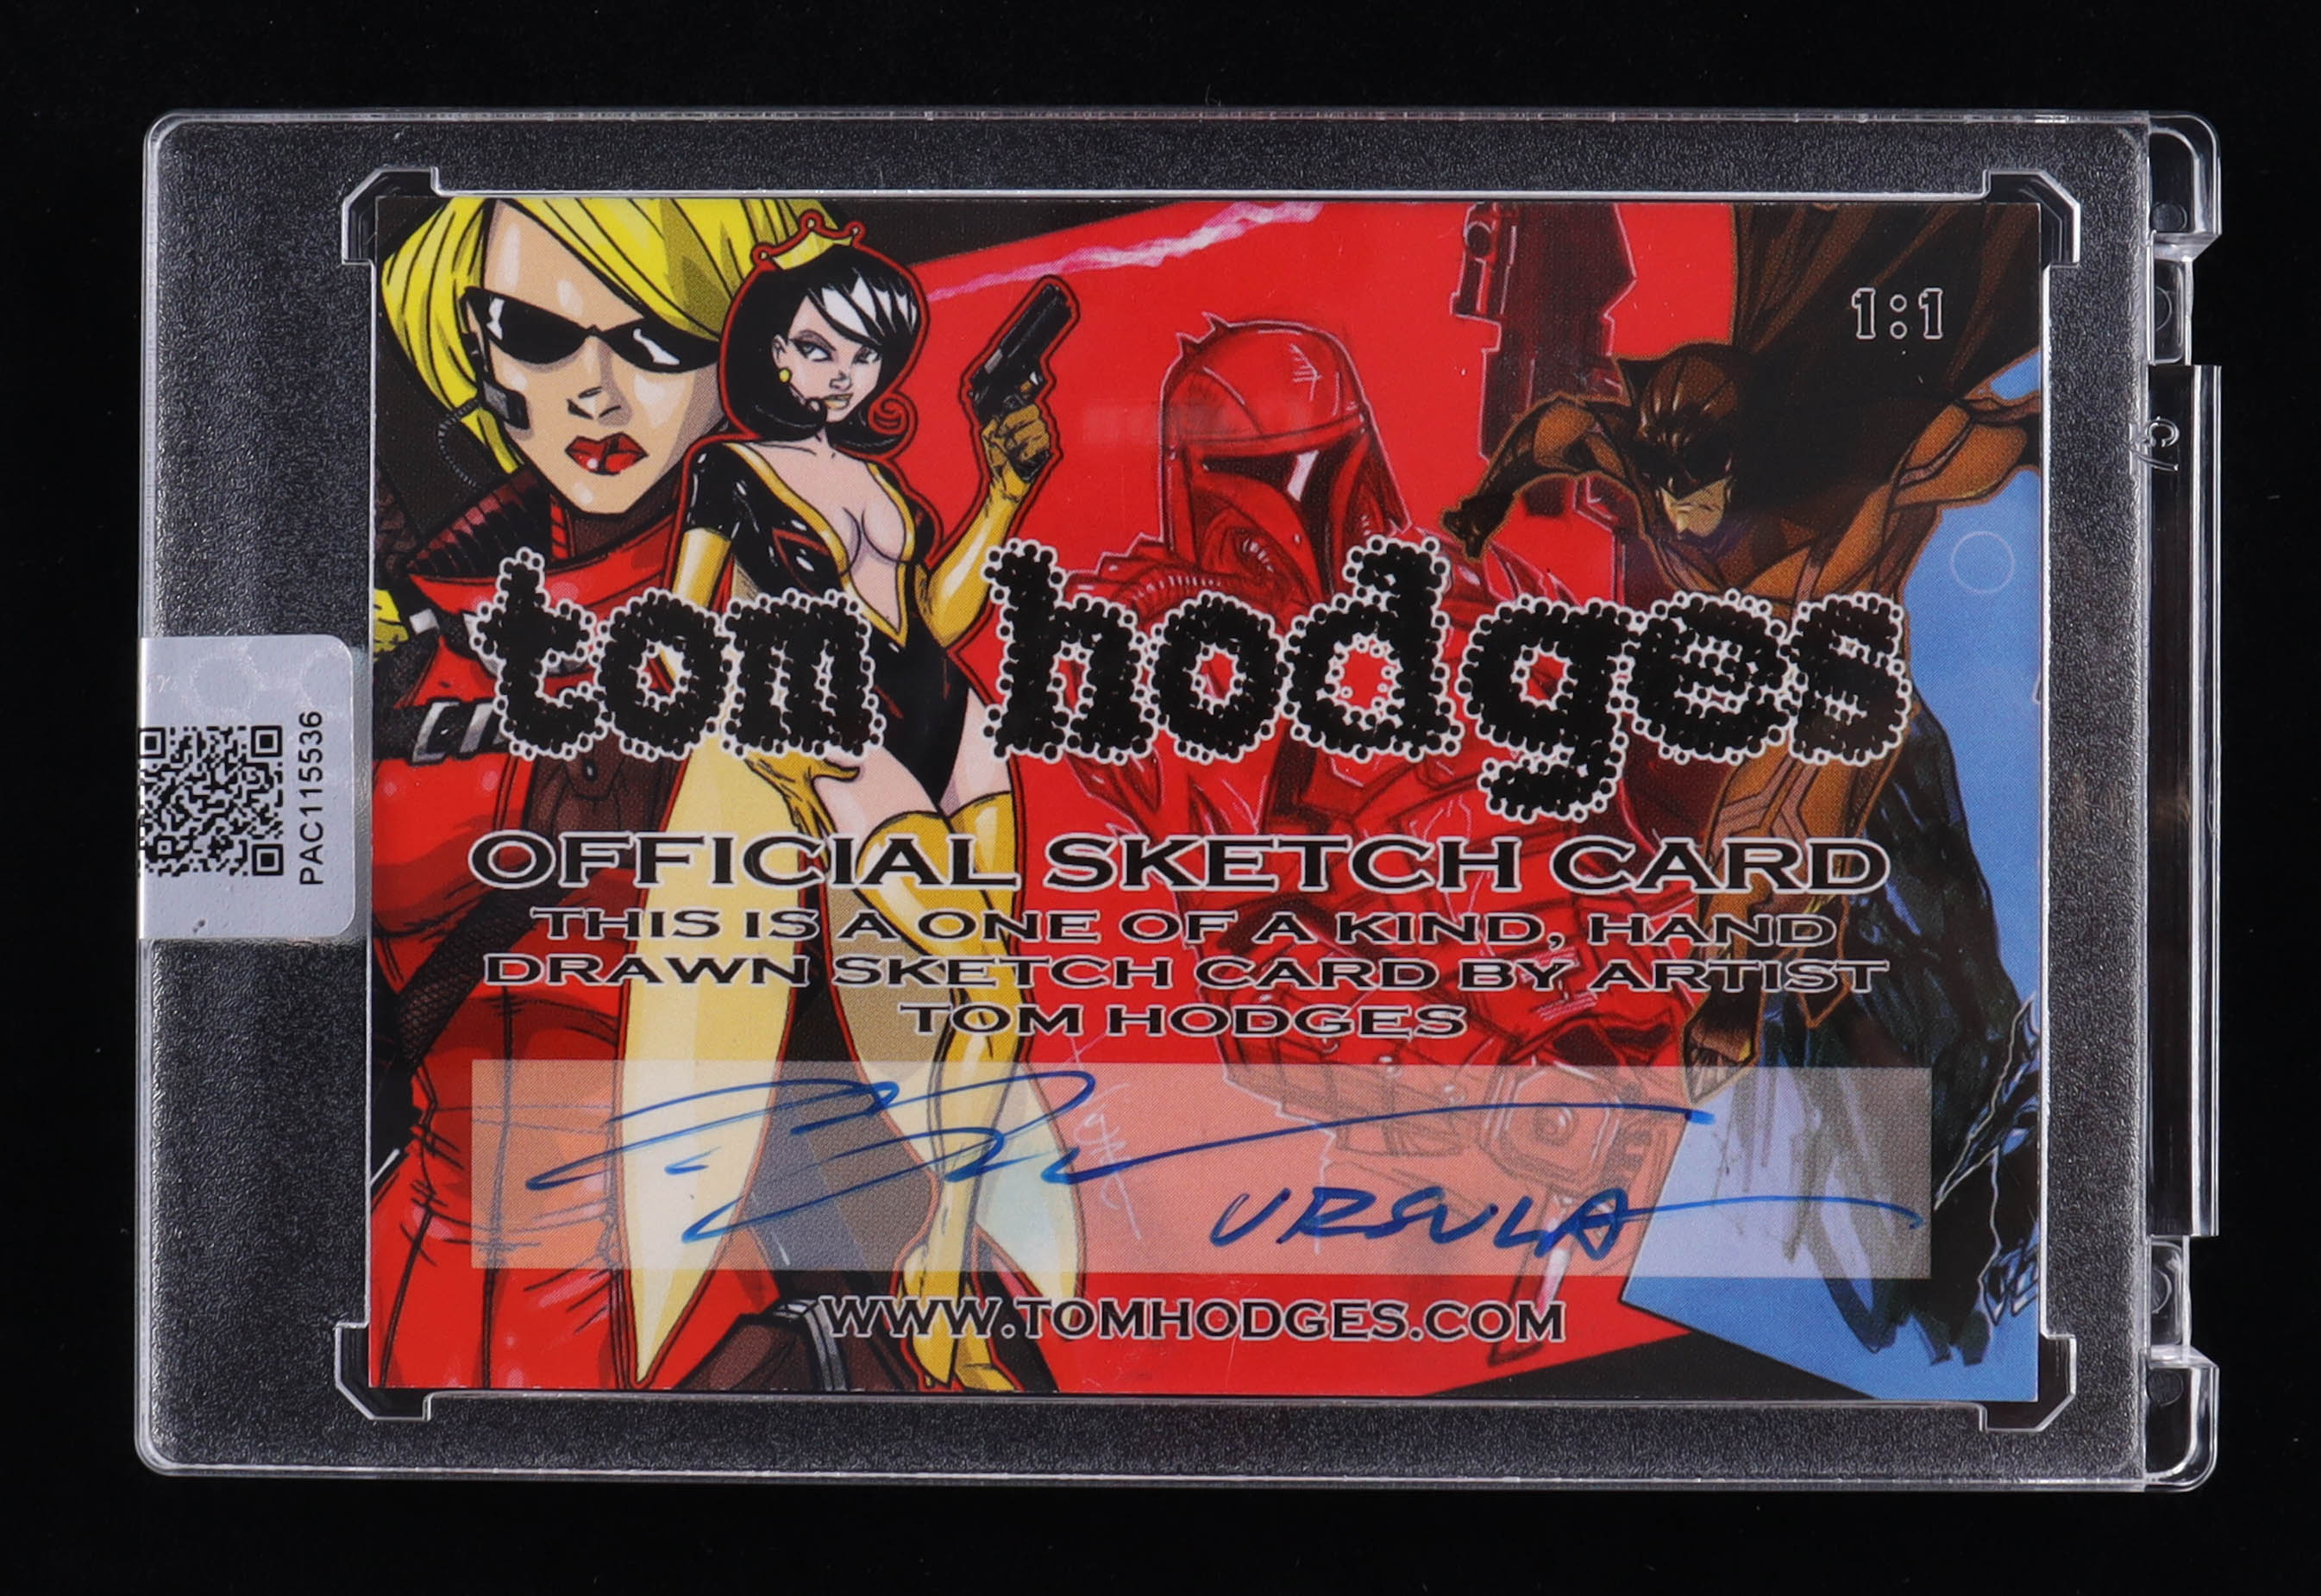 1:1
tom hodges
OFFICIAL SKETCH CARD
THIS IS A ONE OF A KIND, HAND
DRAWN SKETCH CARD BY ARTIST
TOM HODGES
URSULA
WWW.TOMHODGES.COM
PAC115536